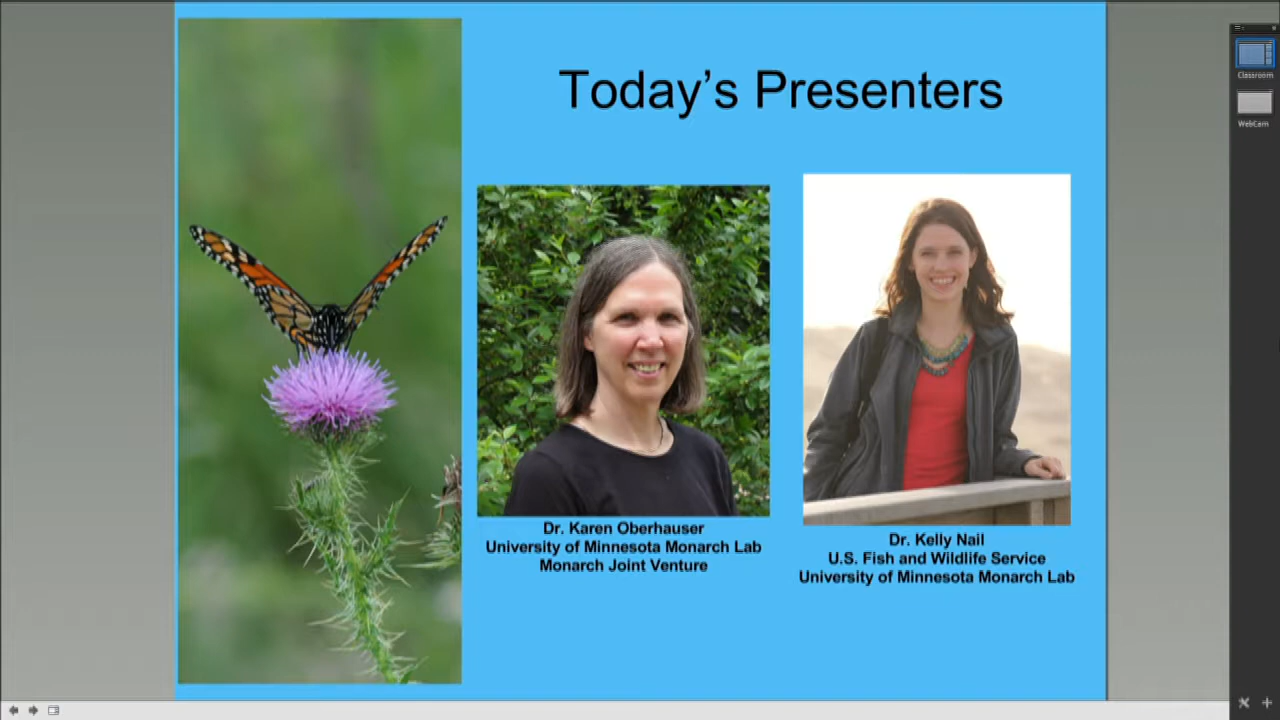 Today's Presenters
Dr. Karen Oberhauser
University of Minnesota Monarch Lab
Monarch Joint Venture
Dr. Kelly Nail
U.S. Fish and Wildlife Service
University of Minnesota Monarch Lab
Classroom
WebCam